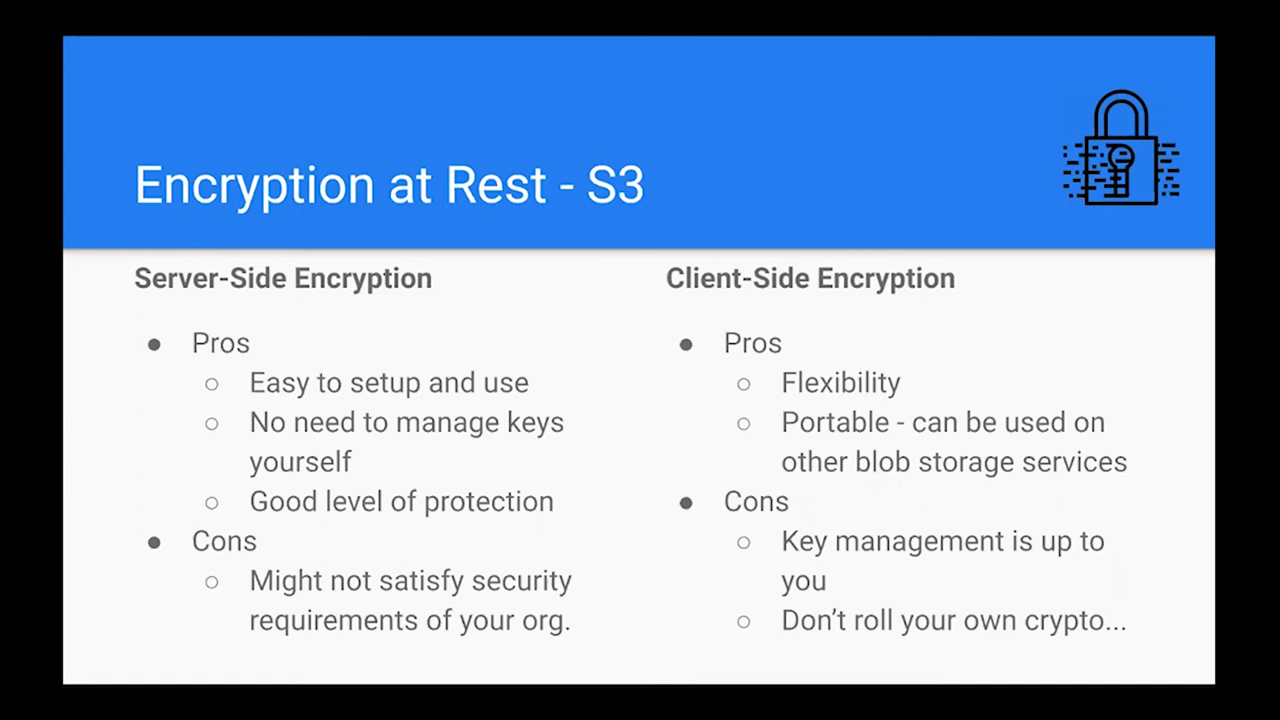 Encryption at Rest - S3
Server-Side Encryption
● Pros
○ Easy to setup and use
○ No need to manage keys
yourself
○ Good level of protection
● Cons
○ Might not satisfy security
requirements of your org.
Client-Side Encryption
● Pros
○ Flexibility
○ Portable - can be used on
other blob storage services
● Cons
○ Key management is up to
you
○ Don’t roll your own crypto...